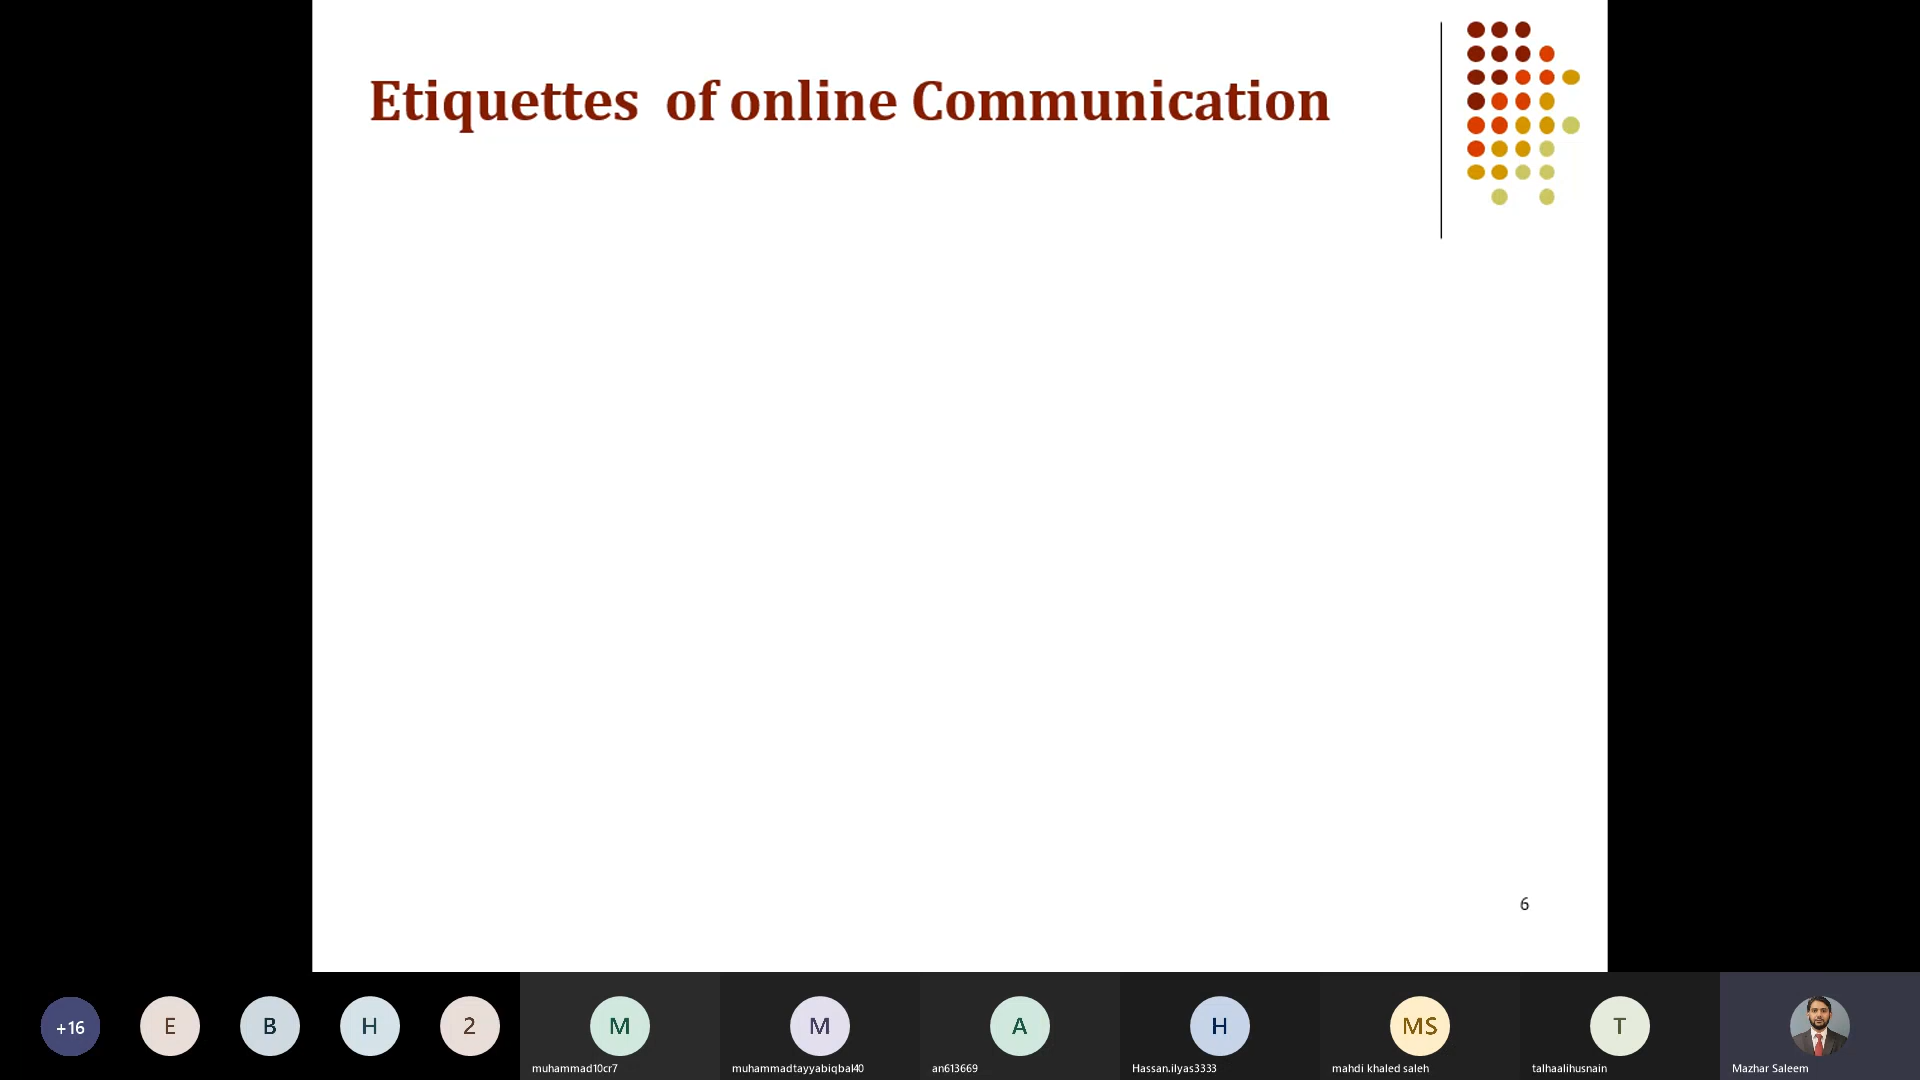 Etiquettes  of online Communication
6
+16
E
B
H
2
M
M
A
H
MS
T
muhammad10cr7
muhammadtayyabiqbal40
an613669
Hassan.ilyas3333
mahdi khaled saleh
talhaalihusnain
Mazhar Saleem